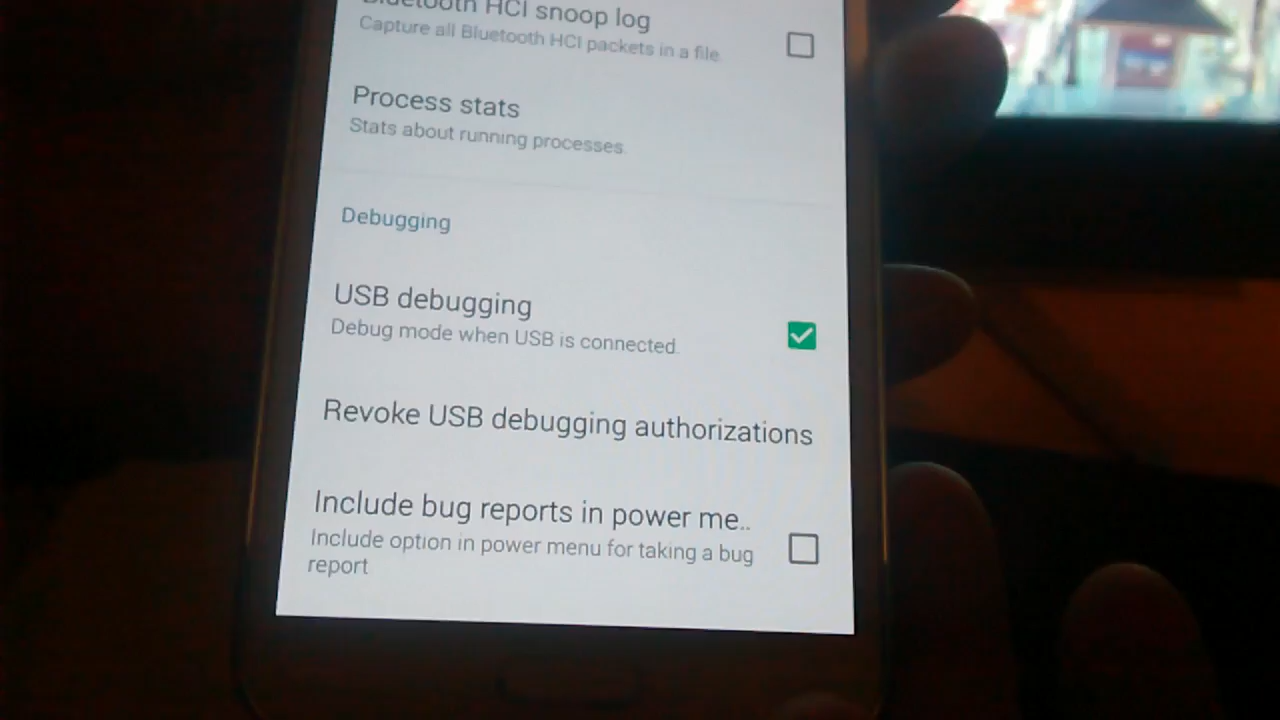 Bluetooth HCI snoop log
Capture all Bluetooth HCI packets in a file.
Process stats
Stats about running processes.
Debugging
USB debugging
Debug mode when USB is connected.
Revoke USB debugging authorizations
Include bug reports in power me..
Include option in power menu for taking a bug
report